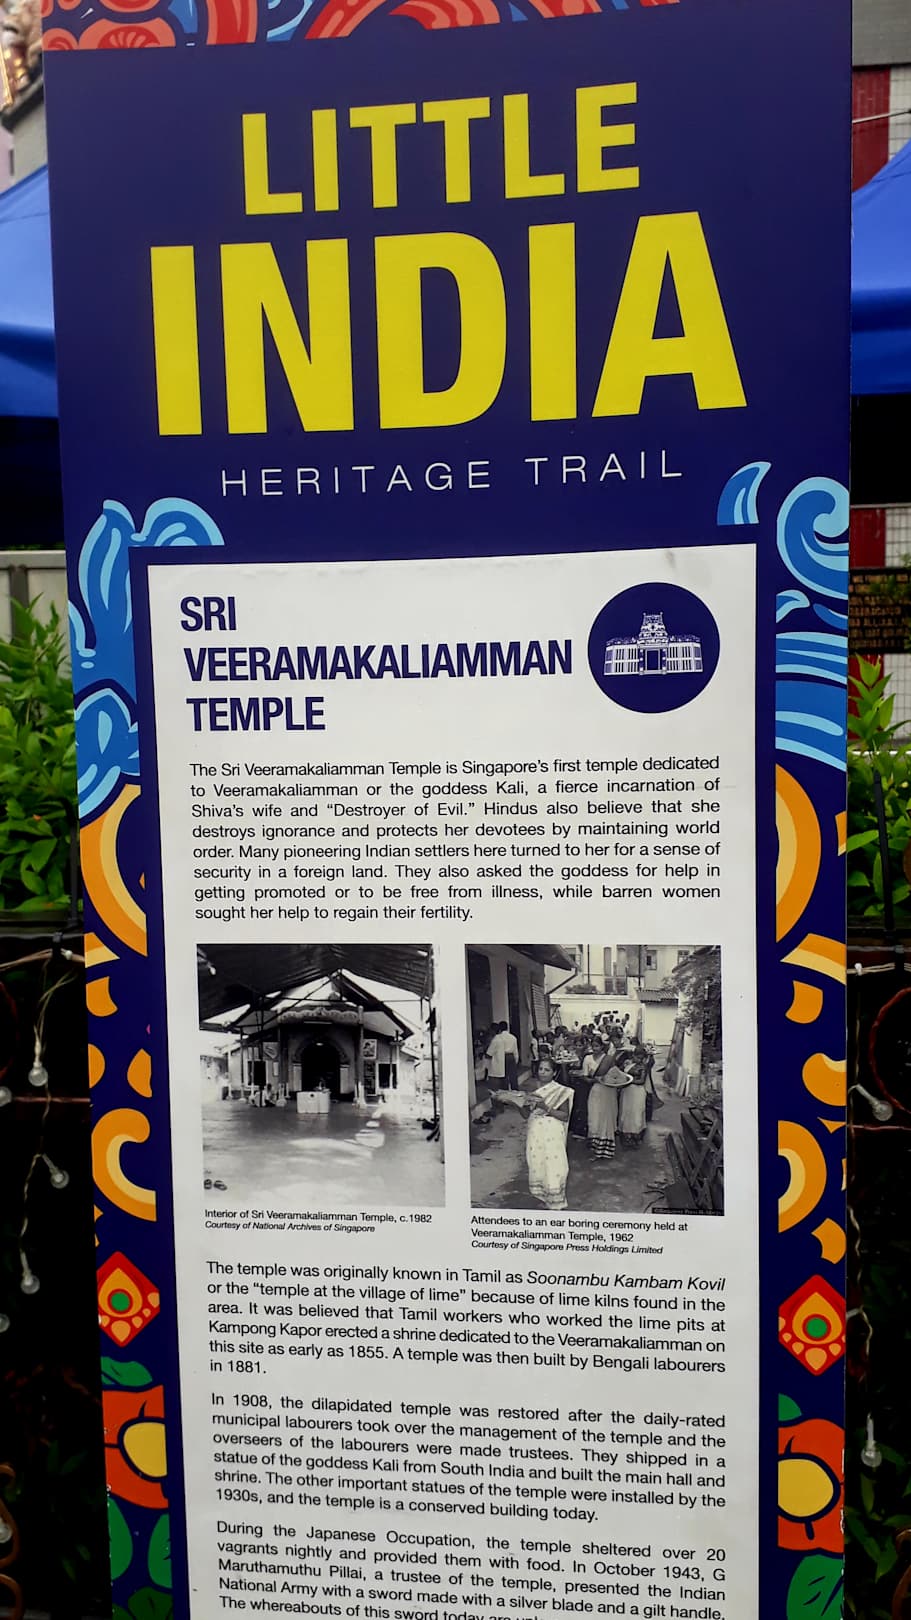 LITTLE
INDIA
HERITAGE TRAIL
SRI
VEERAMAKALIAMMAN
TEMPLE
The Sri Veeramakaliamman Temple is Singapore's first temple dedicated
to Veeramakaliamman or the goddess Kali, a fierce incarnation of
Shiva's wife and “Destroyer of Evil.” Hindus also believe that she
destroys ignorance and protects her devotees by maintaining world
order. Many pioneering Indian settlers here turned to her for a sense of
security in a foreign land. They also asked the goddess for help in
getting promoted or to be free from illness, while barren women
sought her help to regain their fertility.
Interior of Sri Veeramakaliamman Temple, c.1982
Courtesy of National Archives of Singapore
Attendees to an ear boring ceremony held at
Veeramakaliamman Temple, 1962
Courtesy of Singapore Press Holdings Limited
The temple was originally known in Tamil as Soonambu Kambam Kovil
or the “temple at the village of lime” because of lime kilns found in the
area. It was believed that Tamil workers who worked the lime pits at
Kampong Kapor erected a shrine dedicated to the Veeramakaliamman on
this site as early as 1855. A temple was then built by Bengali labourers
in 1881.
In 1908, the dilapidated temple was restored after the daily-rated
municipal labourers took over the management of the temple and the
overseers of the labourers were made trustees. They shipped in a
statue of the goddess Kali from South India and built the main hall and
shrine. The other important statues of the temple were installed by the
1930s, and the temple is a conserved building today.
During the Japanese Occupation, the temple sheltered over 20
vagrants nightly and provided them with food. In October 1943, G
Maruthamuthu Pillai, a trustee of the temple, presented the Indian
National Army with a sword made with a silver blade and a gilt handle.
The whereabouts of this sword today are